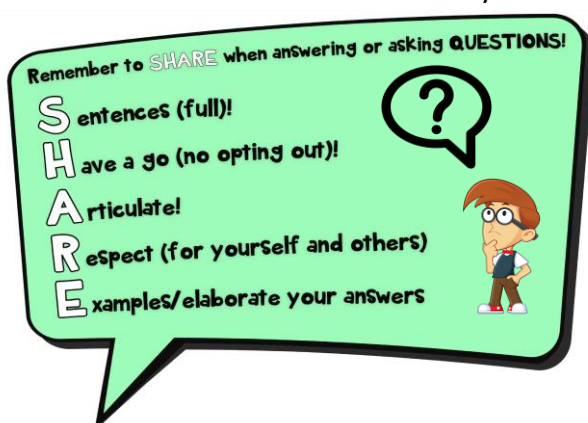 Remember to SHARE when answering or asking QUESTIONS!
Sentences (full)!
Have a go (no opting out)!
Articulate!
Respect (for yourself and others)
Examples/elaborate your answers
?